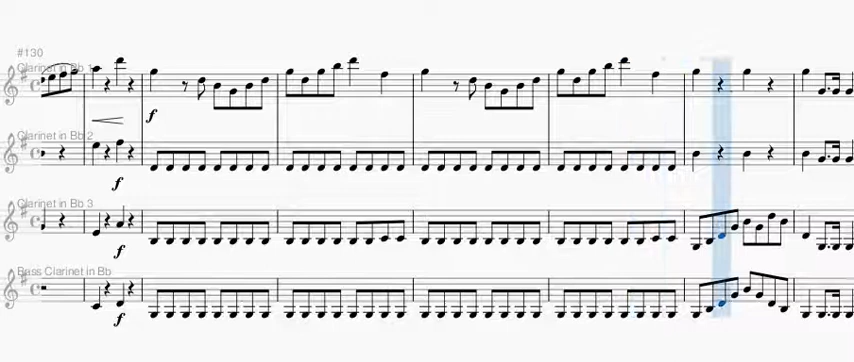 #130
Clarinet in Bb 1
f
Clarinet in Bb 2
f
Clarinet in Bb 3
f
Bass Clarinet in Bb
f